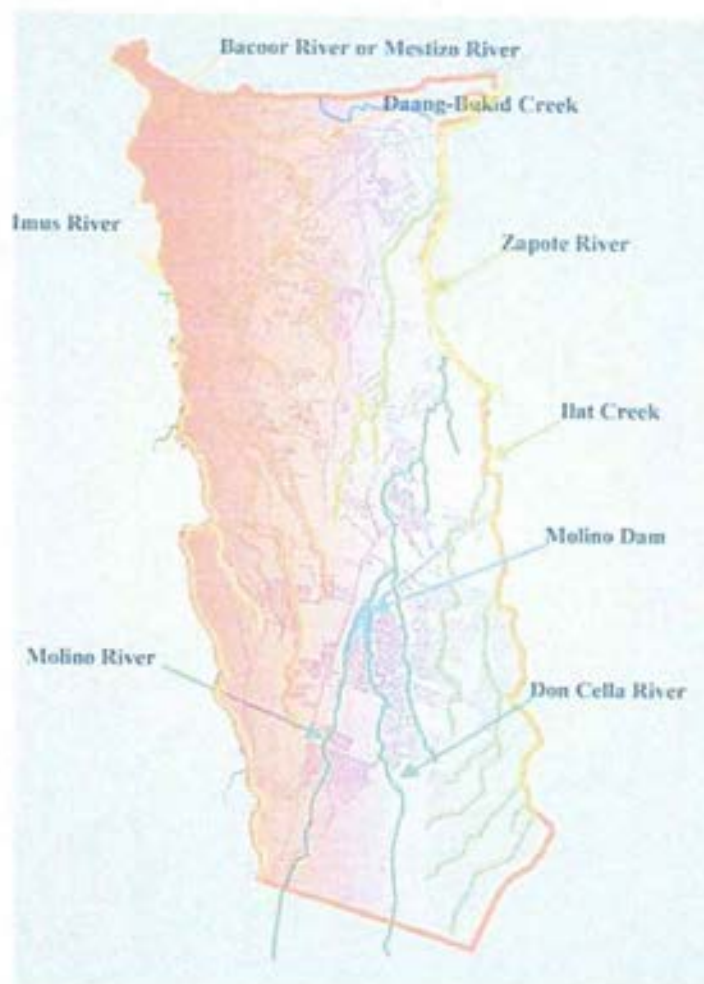 Bacoor River or Mestizo River
Daang-Bukid Creek
Imus River
Zapote River
Ilat Creek
Molino Dam
Molino River
Don Cella River